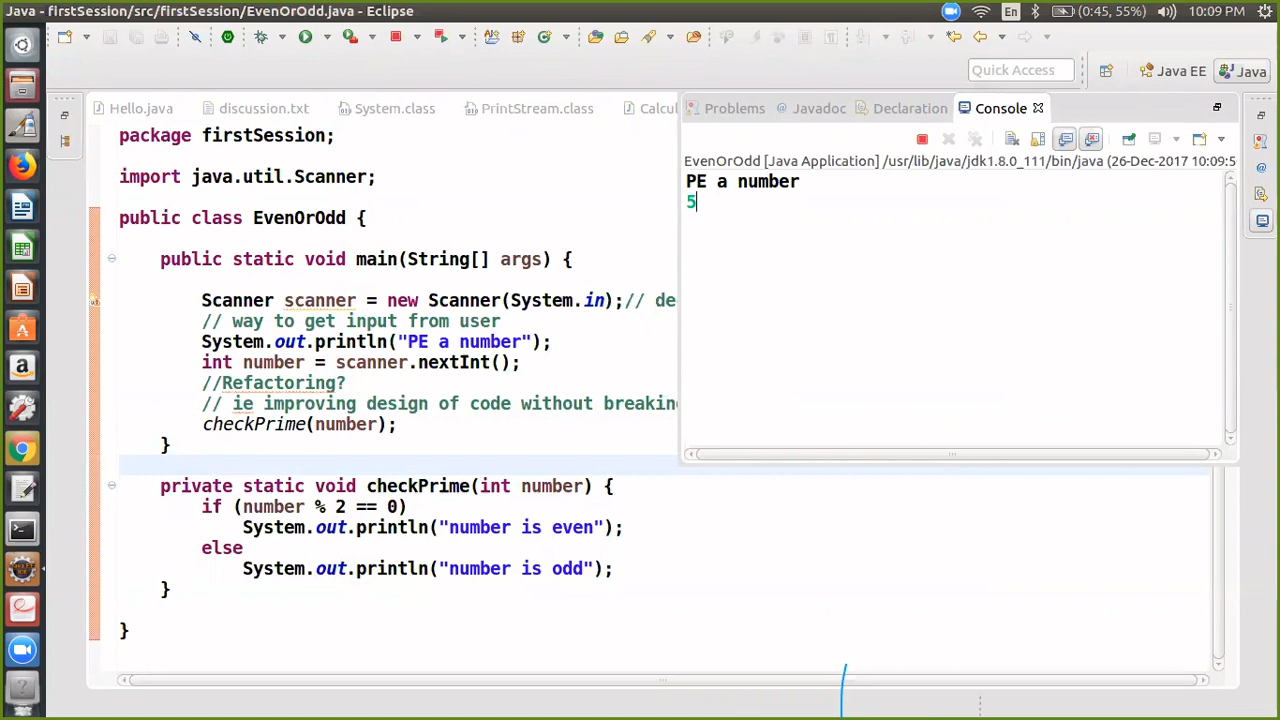 Java - firstSession/src/firstSession/EvenOrOdd.java - Eclipse
En
(0:45, 55%)
10:09 PM
Quick Access
Java EE
Java
Hello.java
discussion.txt
System.class
PrintStream.class
Calcul
Problems
@ Javadoc
Declaration
Console
EvenOrOdd [Java Application] /usr/lib/java/jdk1.8.0_111/bin/java (26-Dec-2017 10:09:5
PE a number
5
package firstSession;
import java.util.Scanner;
public class EvenOrOdd {
public static void main(String[] args) {
Scanner scanner = new Scanner(System.in);// de
// way to get input from user
System.out.println("PE a number");
int number = scanner.nextInt();
//Refactoring?
// ie improving design of code without breakin
checkPrime(number);
}
private static void checkPrime(int number) {
if (number % 2 == 0)
System.out.println("number is even");
else
System.out.println("number is odd");
}
}